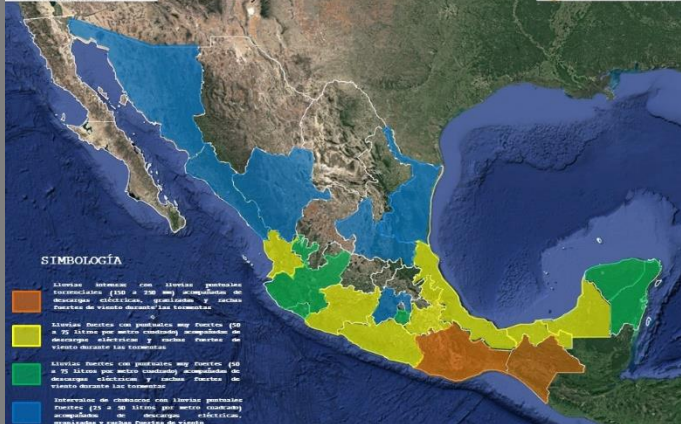 SIMBOLOGÍA
Lluvias intensas con lluvias puntuales
torrenciales (150 a 250 mm) acompañadas de
descargas eléctricas, granizadas y rachas
fuertes de viento durante las tormentas
Lluvias fuertes con puntuales muy fuertes (50
a 75 litros por metro cuadrado) acompañadas de
descargas eléctricas y rachas fuertes de
viento durante las tormentas
Lluvias fuertes con puntuales muy fuertes (50
a 75 litros por metro cuadrado) acompañadas de
descargas eléctricas y rachas fuertes de
viento durante las tormentas
Intervalos de chubascos con lluvias puntuales
fuertes (25 a 50 litros por metro cuadrado)
acompañadas de descargas eléctricas,
granizadas y rachas fuertes de viento